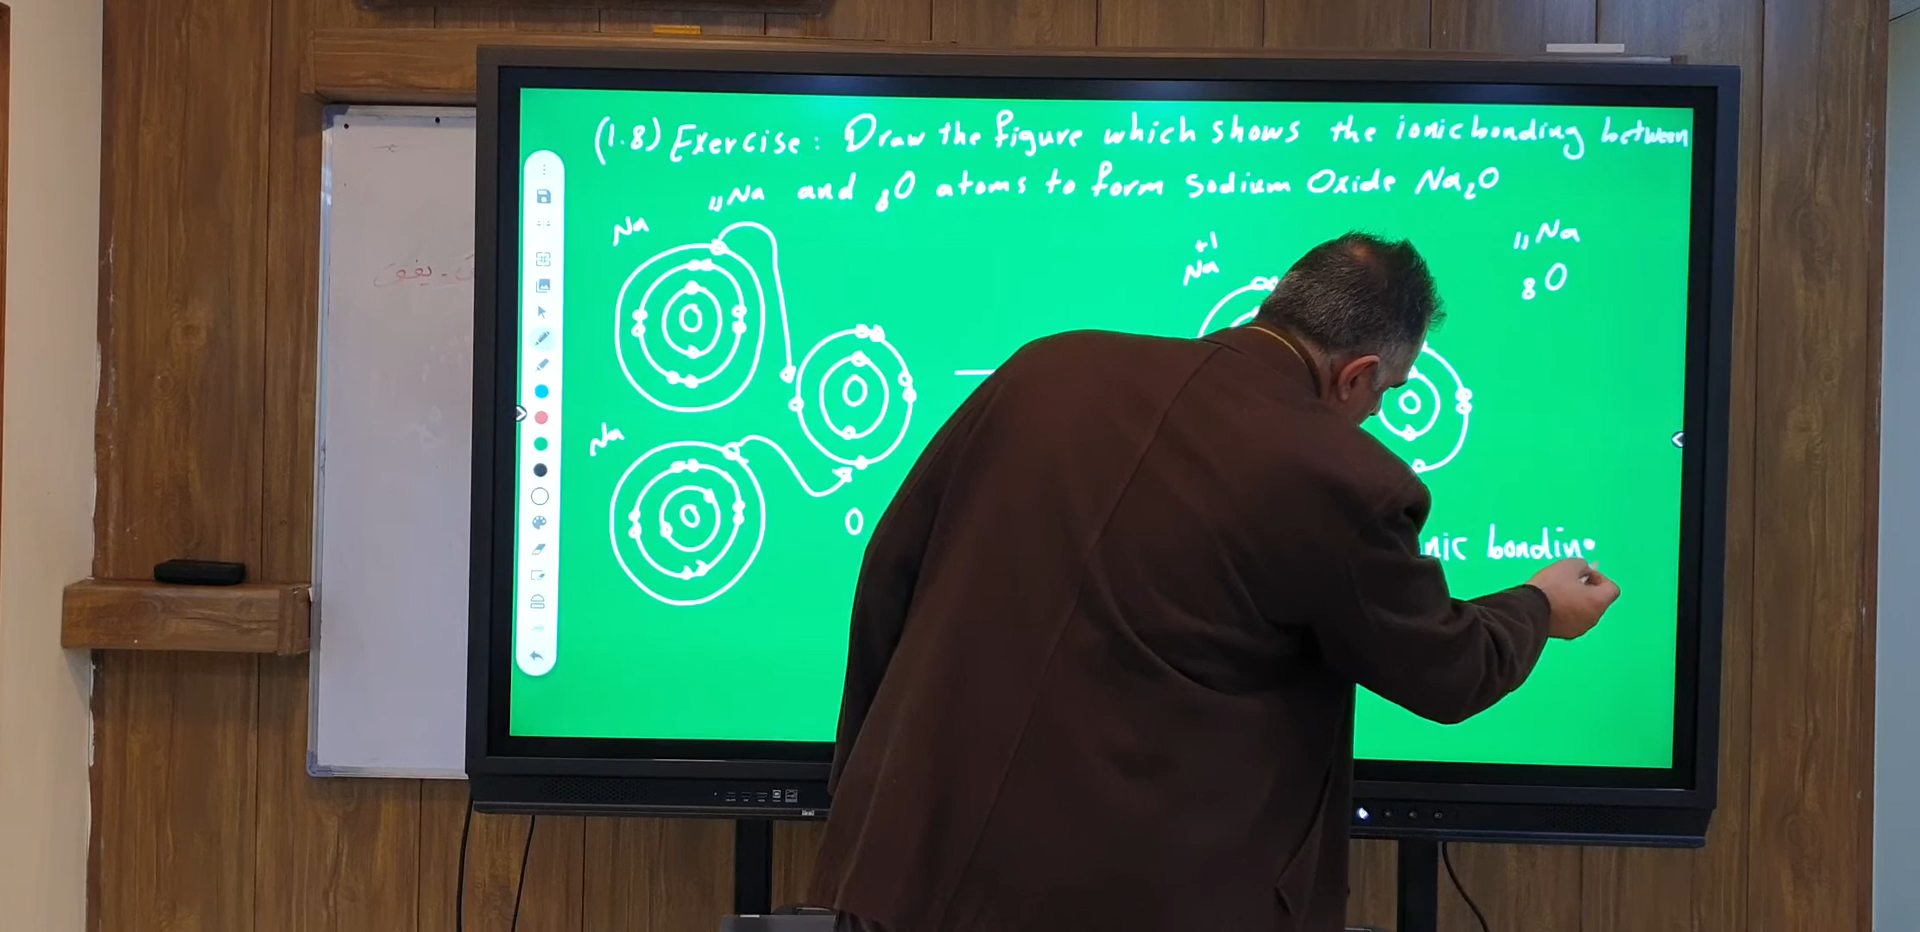 (1.8) Exercise: Draw the figure which shows the ionic bonding between
₁₁Na and ₈O atoms to form Sodium Oxide Na₂O
Na
+1
Na
₁₁Na
₈O
Na
O
nic bondin